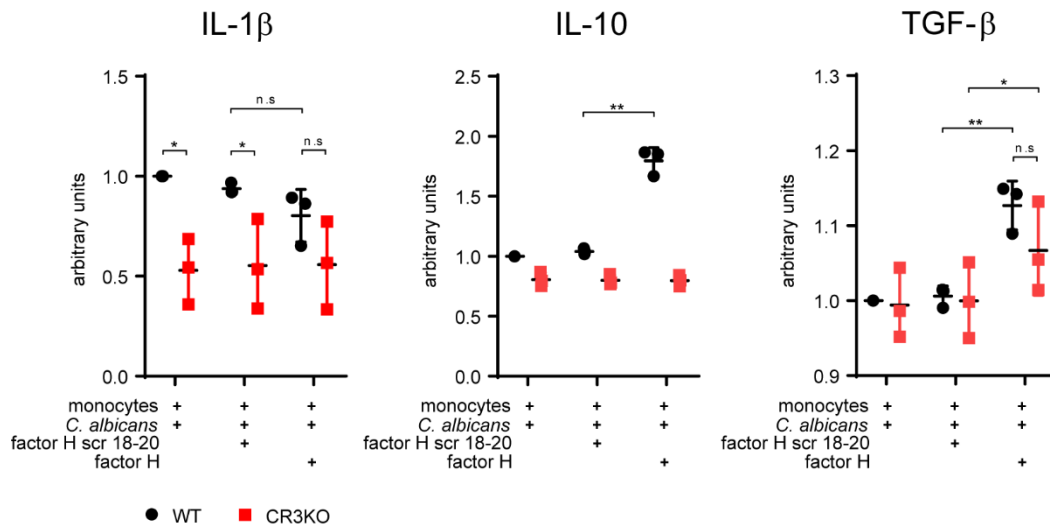 IL-1β
n.s
*
*
n.s
arbitrary units
1.5
1.0
0.5
0.0
monocytes + + +
C. albicans + + +
factor H scr 18-20 +
factor H +
IL-10
**
arbitrary units
2.5
2.0
1.5
1.0
0.5
0.0
monocytes + + +
C. albicans + + +
factor H scr 18-20 +
factor H +
TGF-β
*
**
n.s
arbitrary units
1.3
1.2
1.1
1.0
0.9
monocytes + + +
C. albicans + + +
factor H scr 18-20 +
factor H +
WT
CR3KO